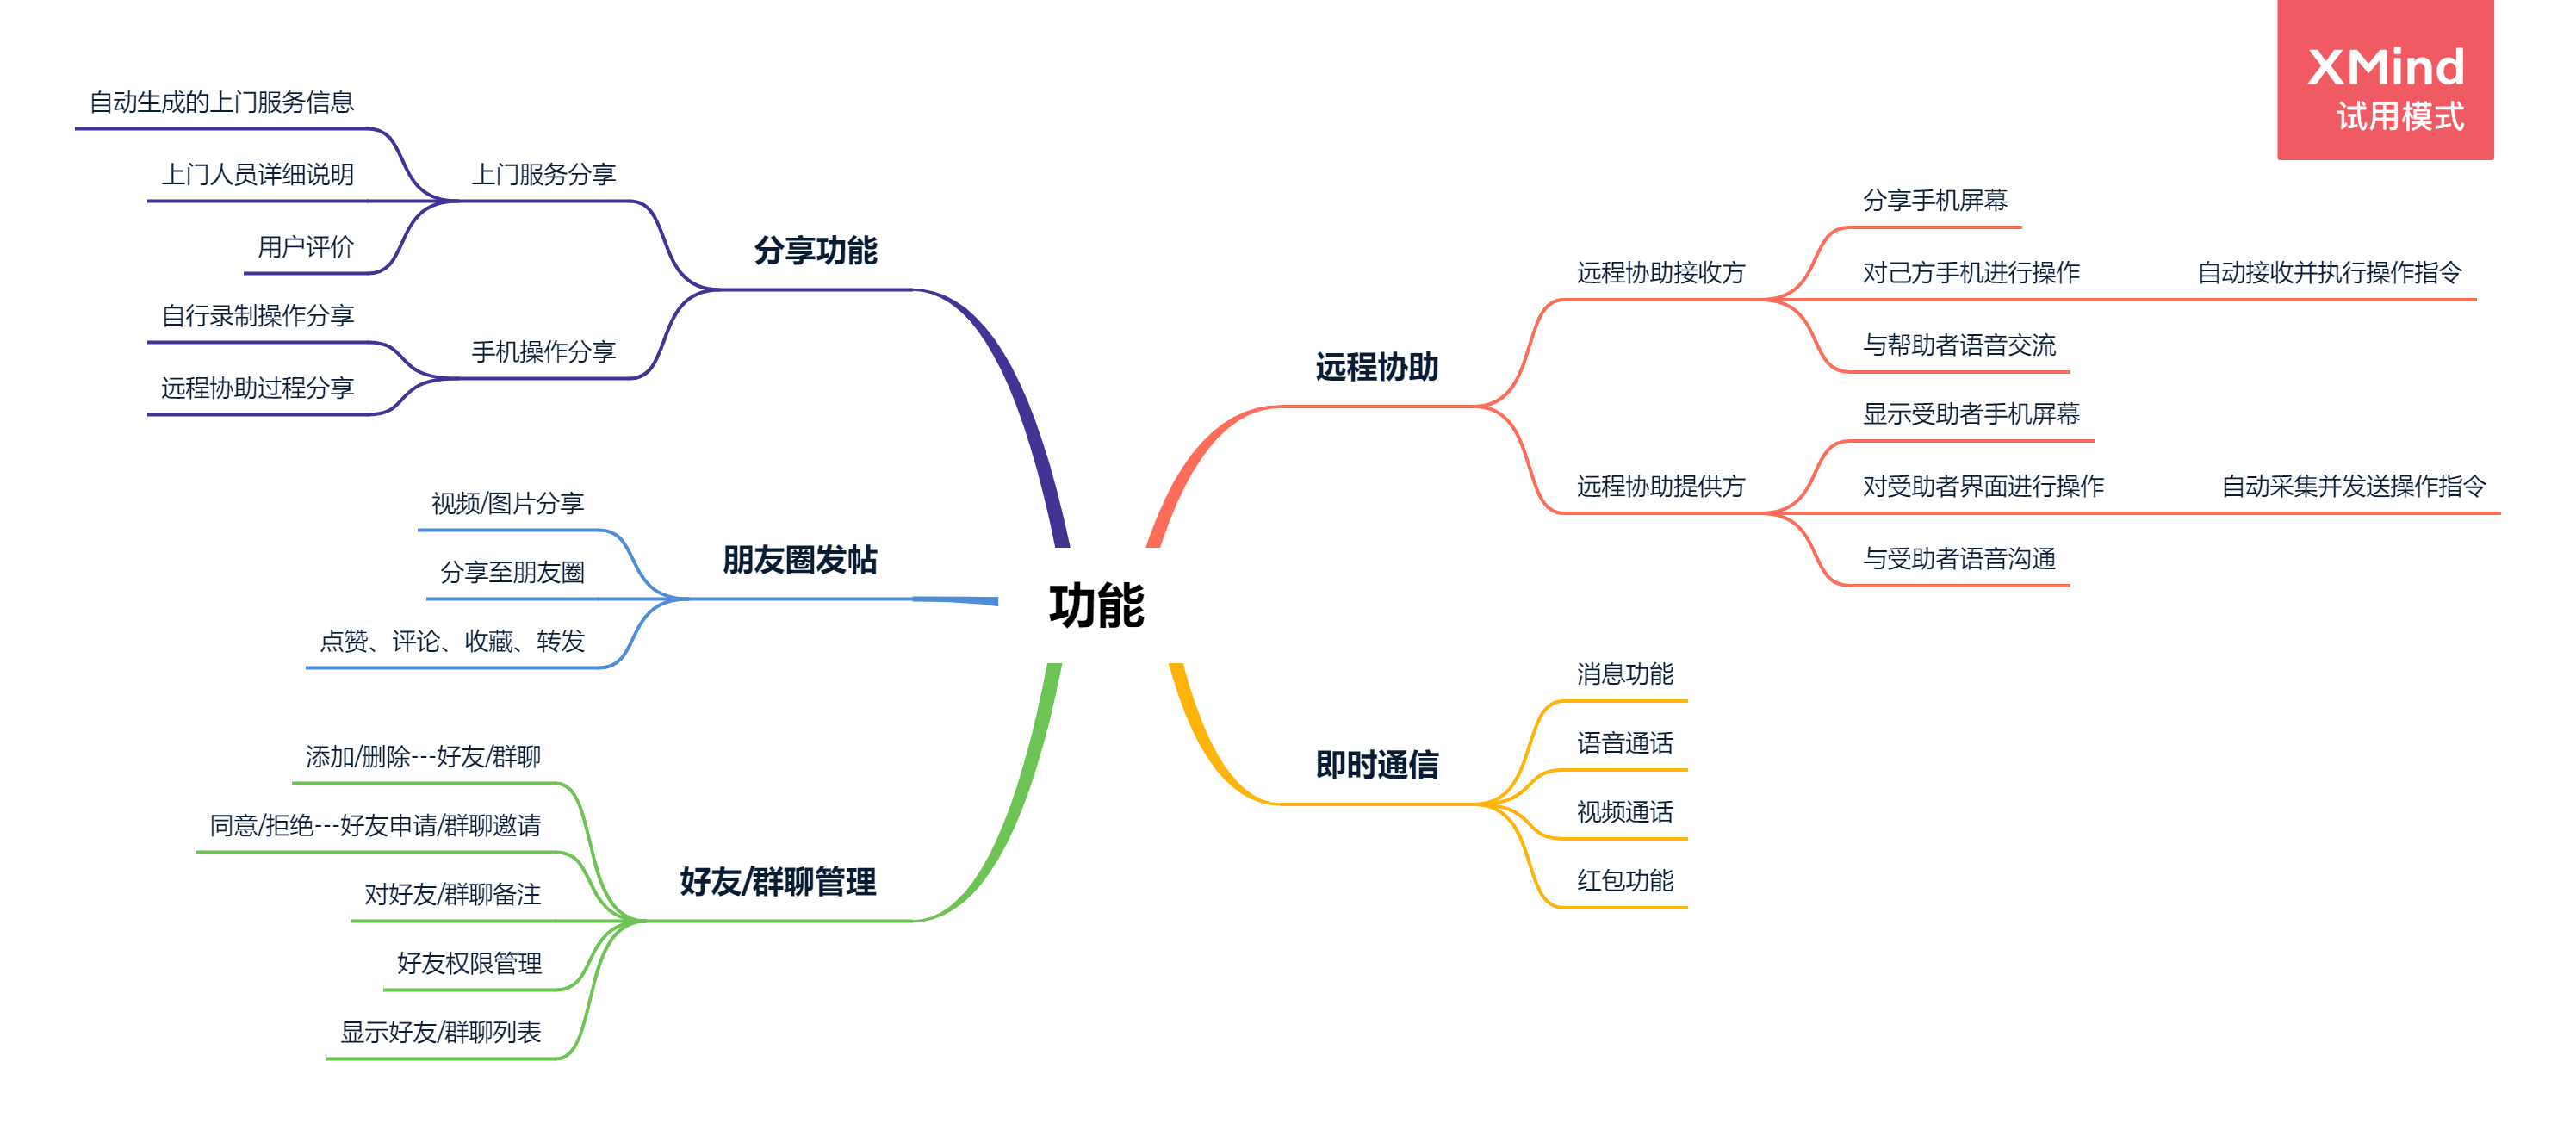 XMind
试用模式
功能
远程协助
远程协助接收方
分享手机屏幕
对己方手机进行操作
自动接收并执行操作指令
与帮助者语音交流
远程协助提供方
显示受助者手机屏幕
对受助者界面进行操作
自动采集并发送操作指令
与受助者语音沟通
即时通信
消息功能
语音通话
视频通话
红包功能
分享功能
上门服务分享
自动生成的上门服务信息
上门人员详细说明
用户评价
手机操作分享
自行录制操作分享
远程协助过程分享
朋友圈发帖
视频/图片分享
分享至朋友圈
点赞、评论、收藏、转发
好友/群聊管理
添加/删除---好友/群聊
同意/拒绝---好友申请/群聊邀请
对好友/群聊备注
好友权限管理
显示好友/群聊列表